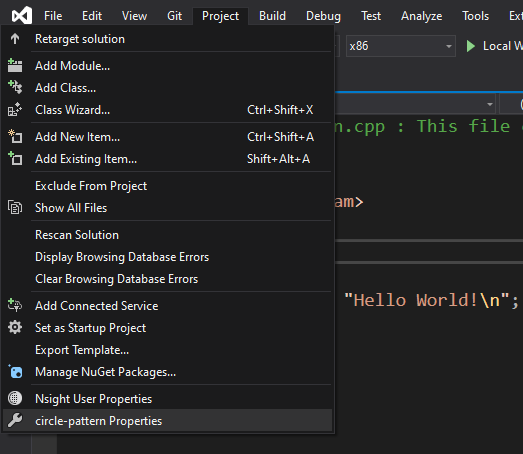 File Edit View Git Project Build Debug Test Analyze Tools
Retarget solution
x86
Local
Add Module...
Add Class...
Class Wizard... Ctrl+Shift+X
Add New Item... Ctrl+Shift+A
n.cpp : This file
Add Existing Item... Shift+Alt+A
Exclude From Project
Show All Files
am>
Rescan Solution
Display Browsing Database Errors
Clear Browsing Database Errors
"Hello World!\n";
Add Connected Service
Set as Startup Project
Export Template...
Manage NuGet Packages...
Nsight User Properties
circle-pattern Properties